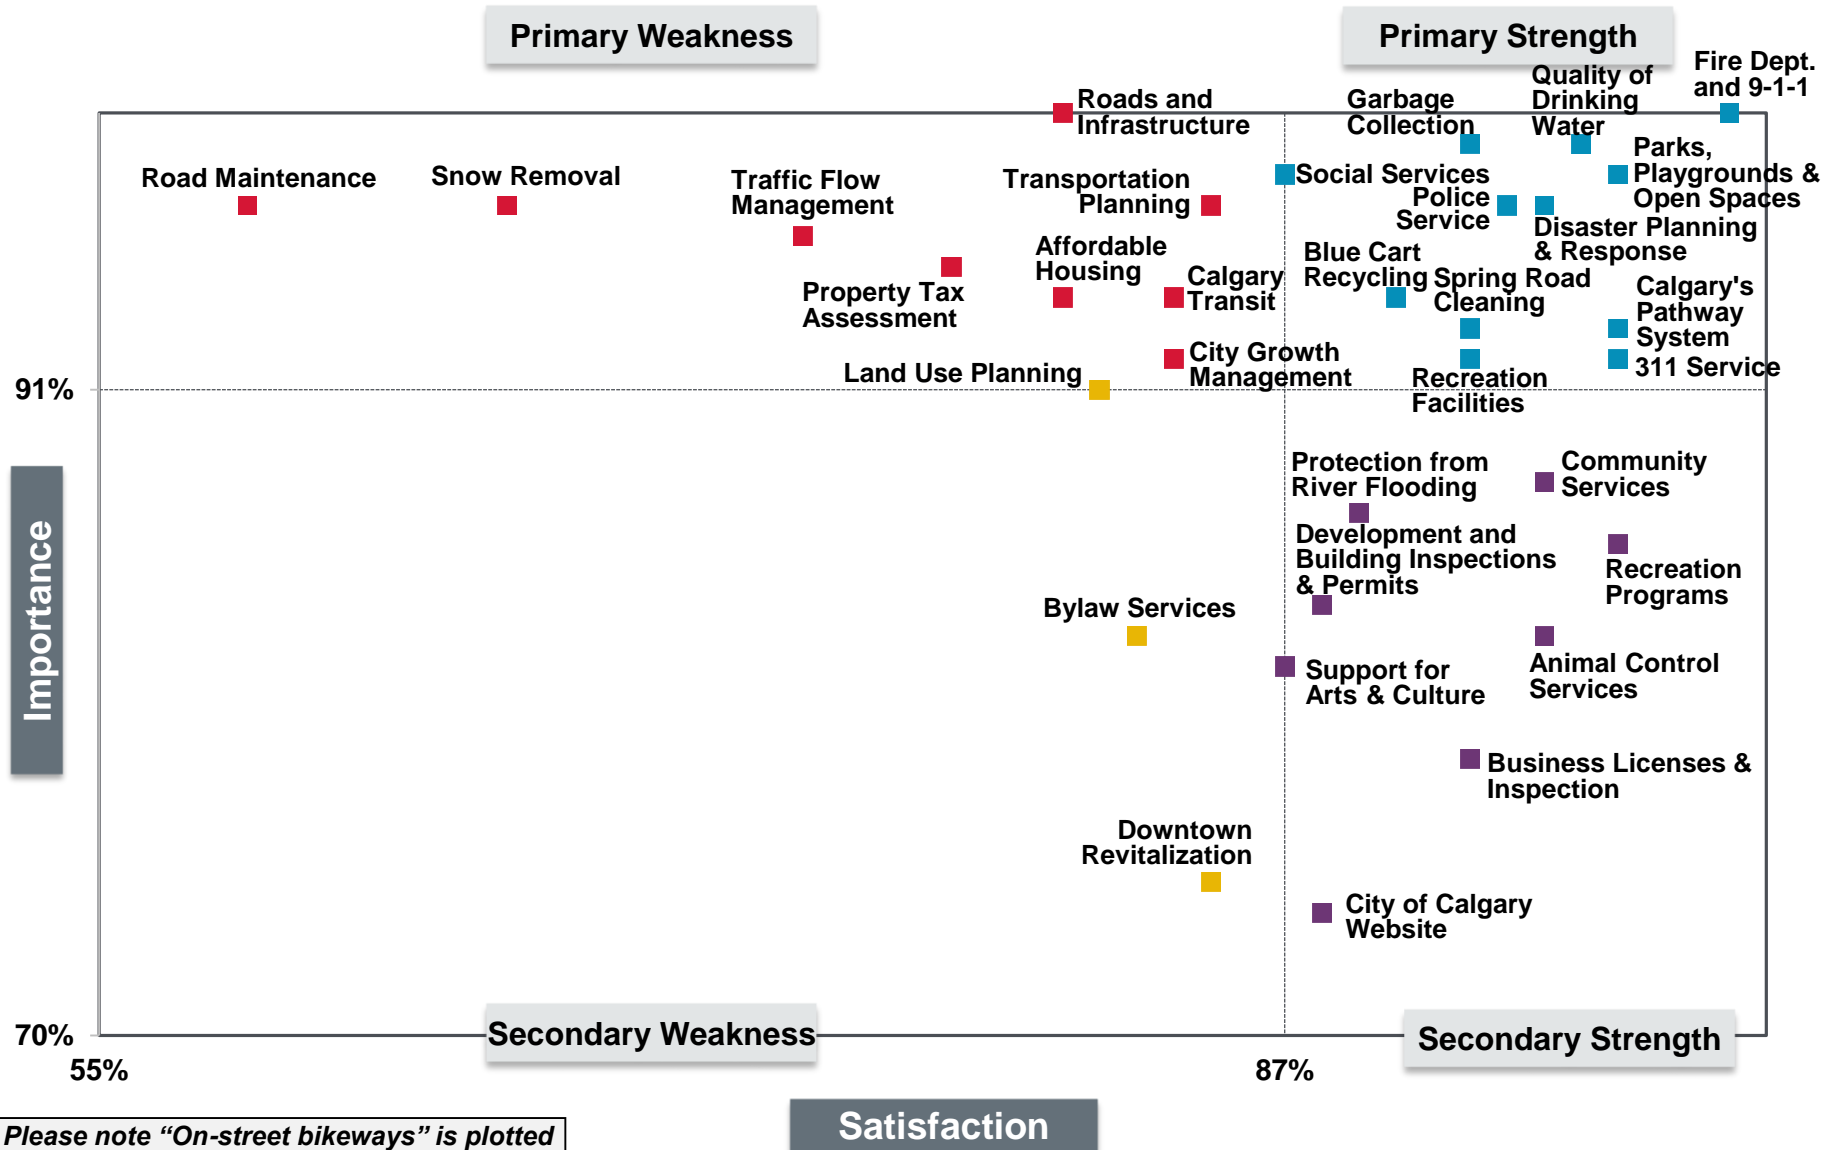 Primary Weakness
Primary Strength
Fire Dept.
and 9-1-1
Quality of
Drinking
Water
Garbage
Collection
Roads and
Infrastructure
Parks,
Playgrounds &
Open Spaces
Road Maintenance
Snow Removal
Traffic Flow
Management
Transportation
Planning
Social Services
Police
Service
Disaster Planning
& Response
Affordable
Housing
Blue Cart
Recycling
Spring Road
Cleaning
Calgary
Transit
Calgary's
Pathway
System
Property Tax
Assessment
City Growth
Management
311 Service
Land Use Planning
Recreation
Facilities
91%
Protection from
River Flooding
Community
Services
Development and
Building Inspections
& Permits
Recreation
Programs
Bylaw Services
Importance
Support for
Arts & Culture
Animal Control
Services
Business Licenses &
Inspection
Downtown
Revitalization
City of Calgary
Website
70%
Secondary Weakness
Secondary Strength
55%
87%
Satisfaction
Please note “On-street bikeways” is plotted